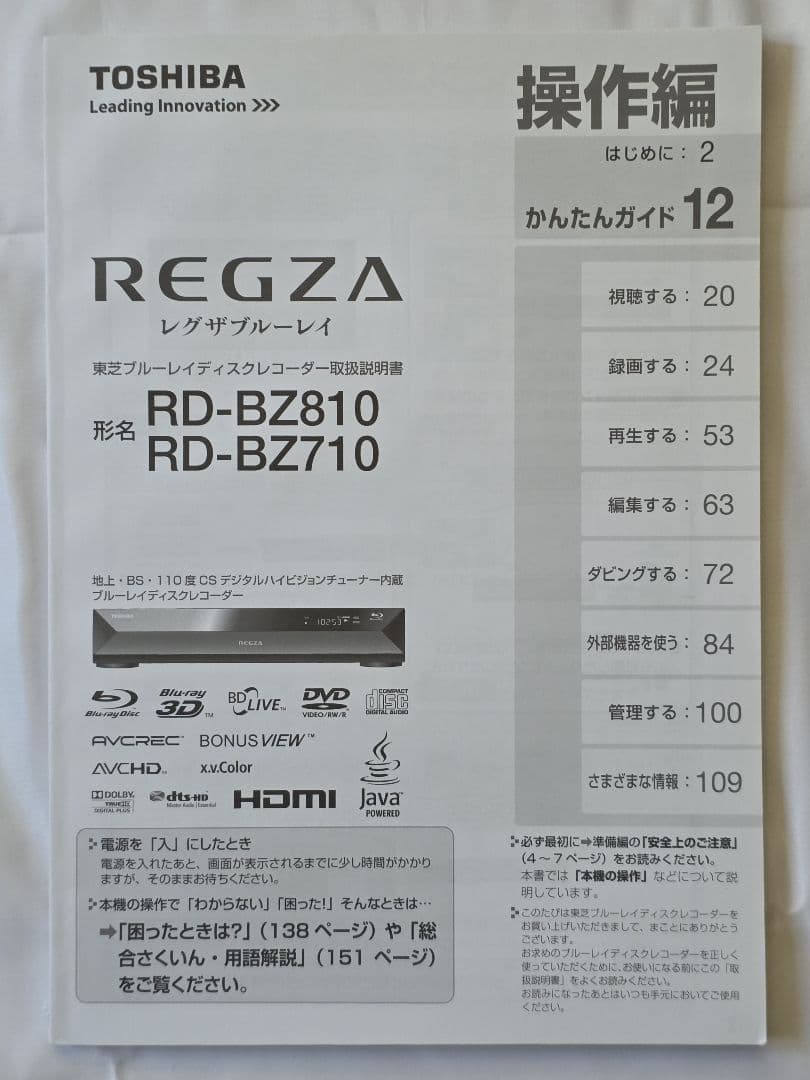 TOSHIBA
Leading Innovation >>>
操作編
はじめに： 2
かんたんガイド 12
視聴する： 20
録画する： 24
再生する： 53
編集する： 63
ダビングする： 72
外部機器を使う： 84
管理する： 100
さまざまな情報： 109
REGZA
レグザブルーレイ
東芝ブルーレイディスクレコーダー取扱説明書
形名 RD-BZ810
RD-BZ710
地上・BS・110度CSデジタルハイビジョンチューナー内蔵
ブルーレイディスクレコーダー
TOSHIBA
10253
REGZA
Blu-ray Disc
Blu-ray 3D TM
BD LIVE TM
DVD VIDEO/RW/R
COMPACT disc DIGITAL AUDIO
AVCREC TM
BONUS VIEW TM
AVCHD TM
x.v.Color
Java POWERED
DOLBY TRUEHD DIGITAL PLUS
dts-HD Master Audio | Essential
HDMI
電源を「入」にしたとき
電源を入れたあと、画面が表示されるまでに少し時間がかかり
ますが、そのままお待ちください。
本機の操作で「わからない」「困った！」そんなときは…
➡「困ったときは？」（138 ページ）や「総
合さくいん・用語解説」（151 ページ）
をご覧ください。
必ず最初に➡準備編の「安全上のご注意」
（4～7ページ）をお読みください。
本書では「本機の操作」などについて説
明しています。
このたびは東芝ブルーレイディスクレコーダーを
お買い上げいただきまして、まことにありがとう
ございます。
お求めのブルーレイディスクレコーダーを正しく
使っていただくために、お使いになる前にこの「取
扱説明書」をよくお読みください。
お読みになったあとはいつも手元においてご使用
ください。